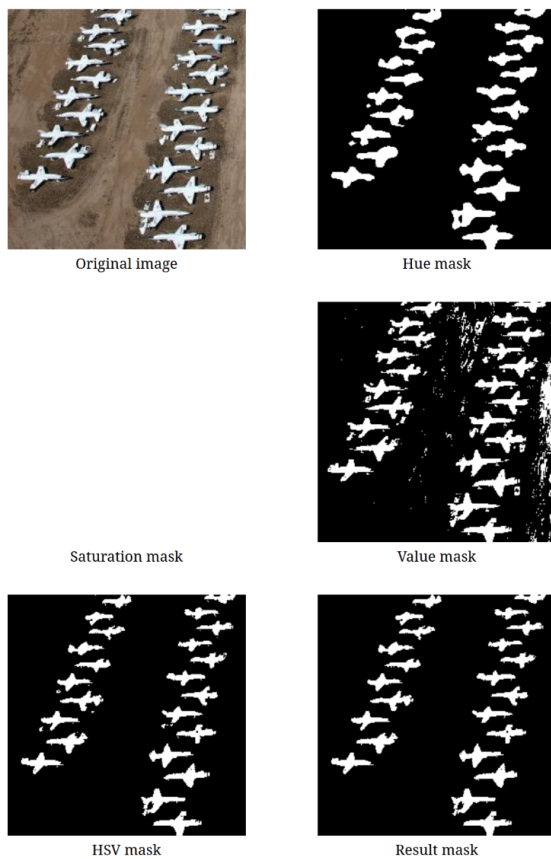 Original image
Hue mask
Saturation mask
Value mask
HSV mask
Result mask